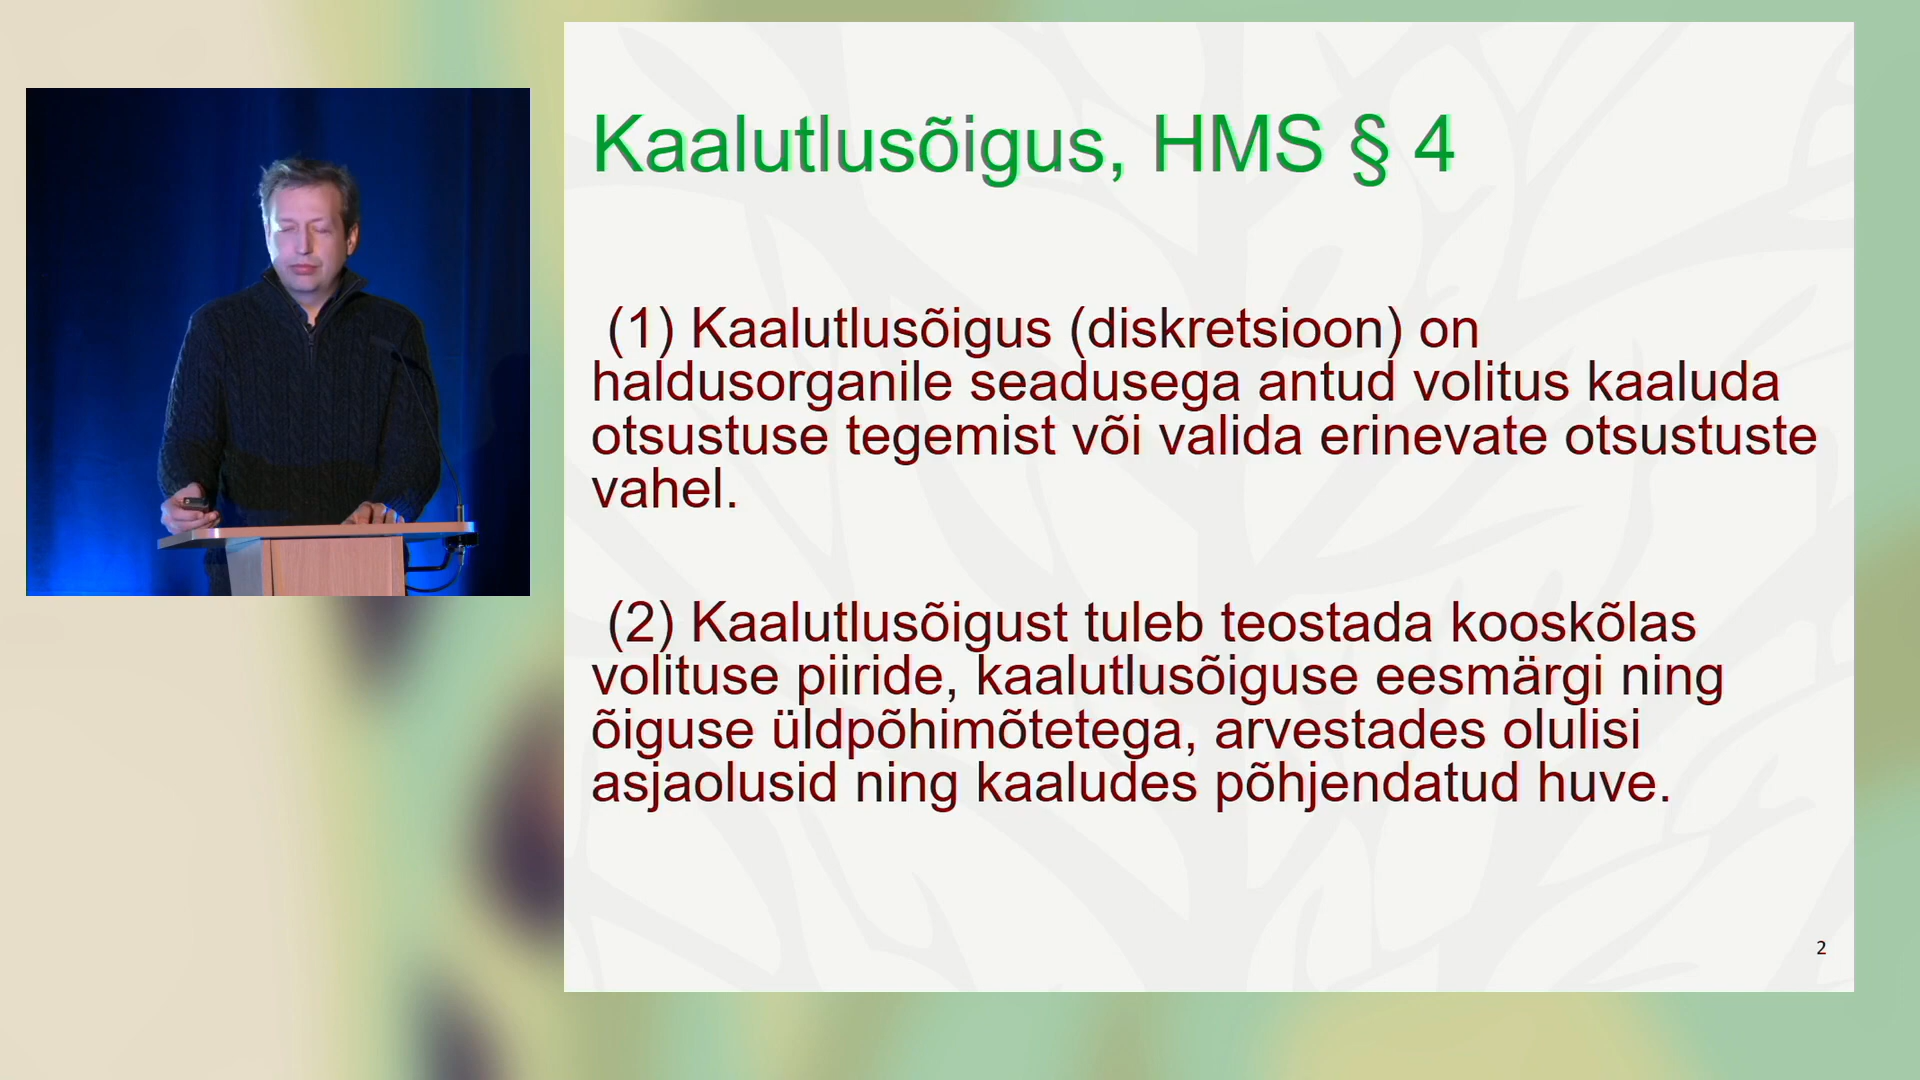 Kaalutlusõigus, HMS § 4
(1) Kaalutlusõigus (diskretsioon) on
haldusorganile seadusega antud volitus kaaluda
otsustuse tegemist või valida erinevate otsustuste
vahel.
(2) Kaalutlusõigust tuleb teostada kooskõlas
volituse piiride, kaalutlusõiguse eesmärgi ning
õiguse üldpõhimõtetega, arvestades olulisi
asjaolusid ning kaaludes põhjendatud huve.
2